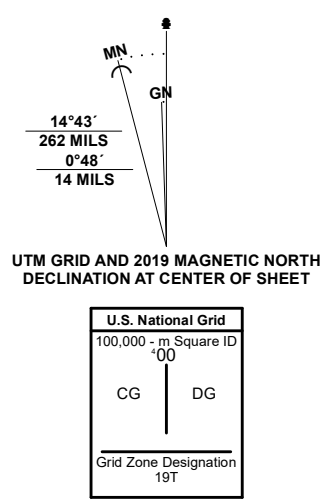 MN
GN
14°43´
262 MILS
0°48´
14 MILS
UTM GRID AND 2019 MAGNETIC NORTH
DECLINATION AT CENTER OF SHEET
U.S. National Grid
100,000 - m Square ID
⁴00
CG DG
Grid Zone Designation
19T